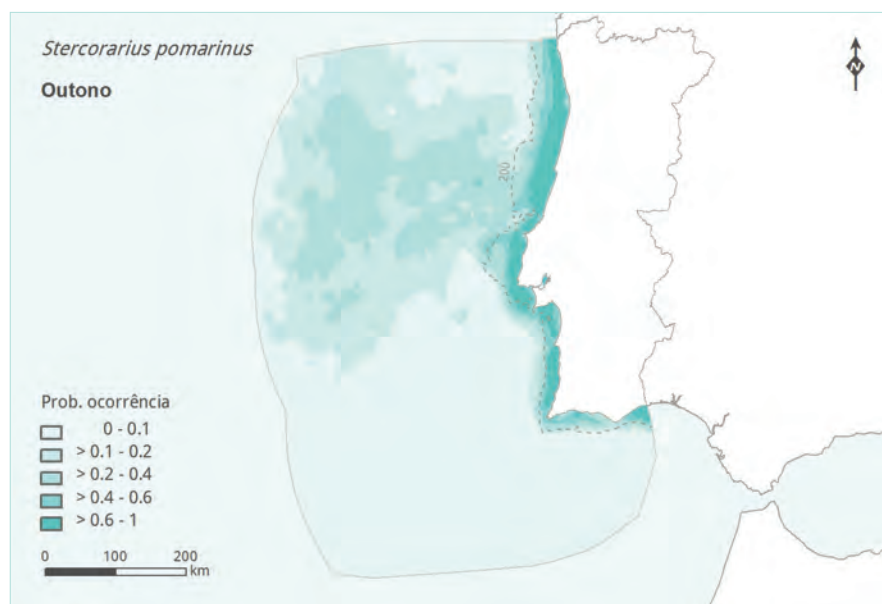 Stercorarius pomarinus
Outono
N
200
Prob. ocorrência
0 - 0.1
> 0.1 - 0.2
> 0.2 - 0.4
> 0.4 - 0.6
> 0.6 - 1
0 100 200
km